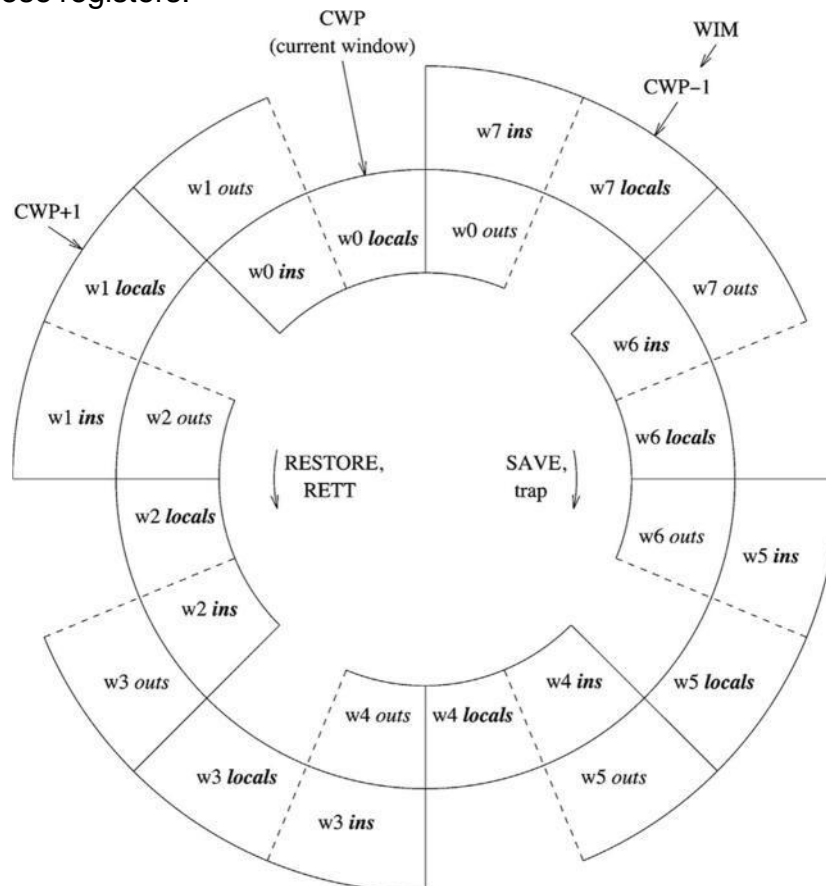 CWP
(current window)
WIM
CWP−1
w7 ins
w1 outs
w7 locals
CWP+1
w0 locals
w0 outs
w0 ins
w7 outs
w1 locals
w6 ins
w1 ins
w2 outs
w6 locals
RESTORE,
RETT
SAVE,
trap
w2 locals
w6 outs
w5 ins
w2 ins
w3 outs
w4 ins
w5 locals
w4 outs
w4 locals
w3 locals
w5 outs
w3 ins